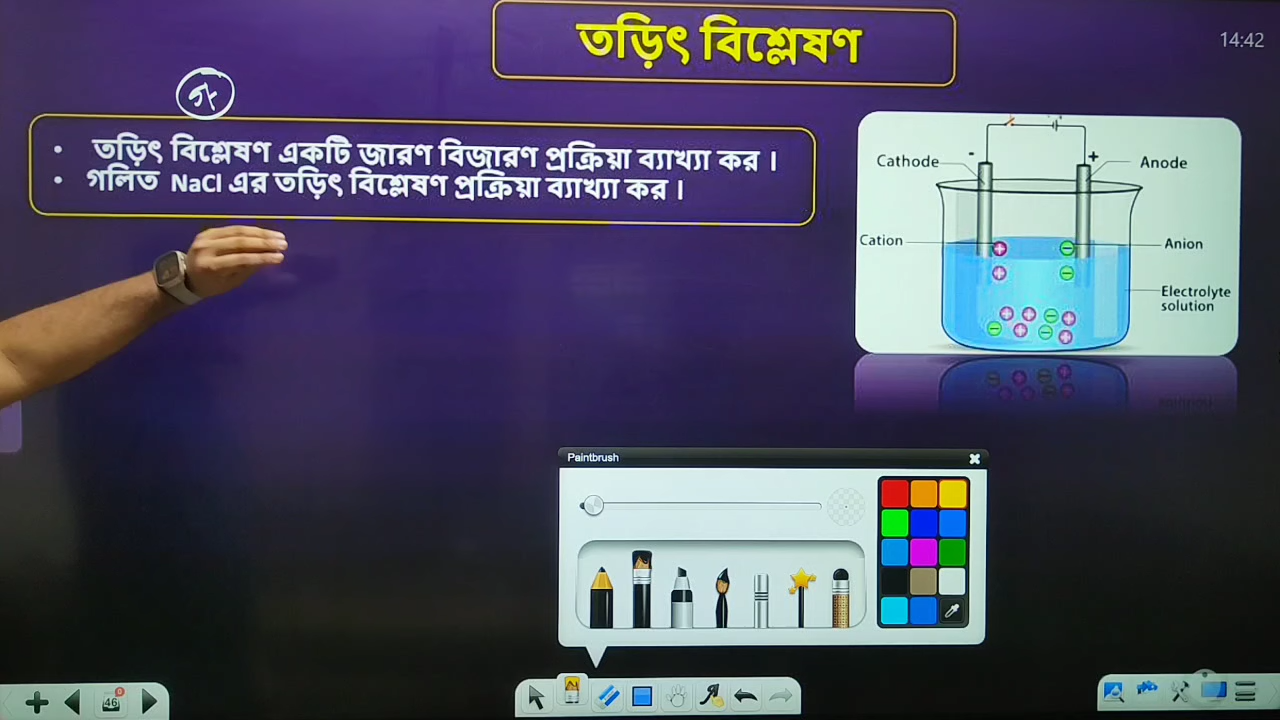 তড়িৎ বিশ্লেষণ
14:42
• তড়িৎ বিশ্লেষণ একটি জারণ বিজারণ প্রক্রিয়া ব্যাখ্যা কর।
• গলিত NaCl এর তড়িৎ বিশ্লেষণ প্রক্রিয়া ব্যাখ্যা কর।
Cathode
-
+
Anode
Cation
Anion
Electrolyte
solution
Paintbrush
46